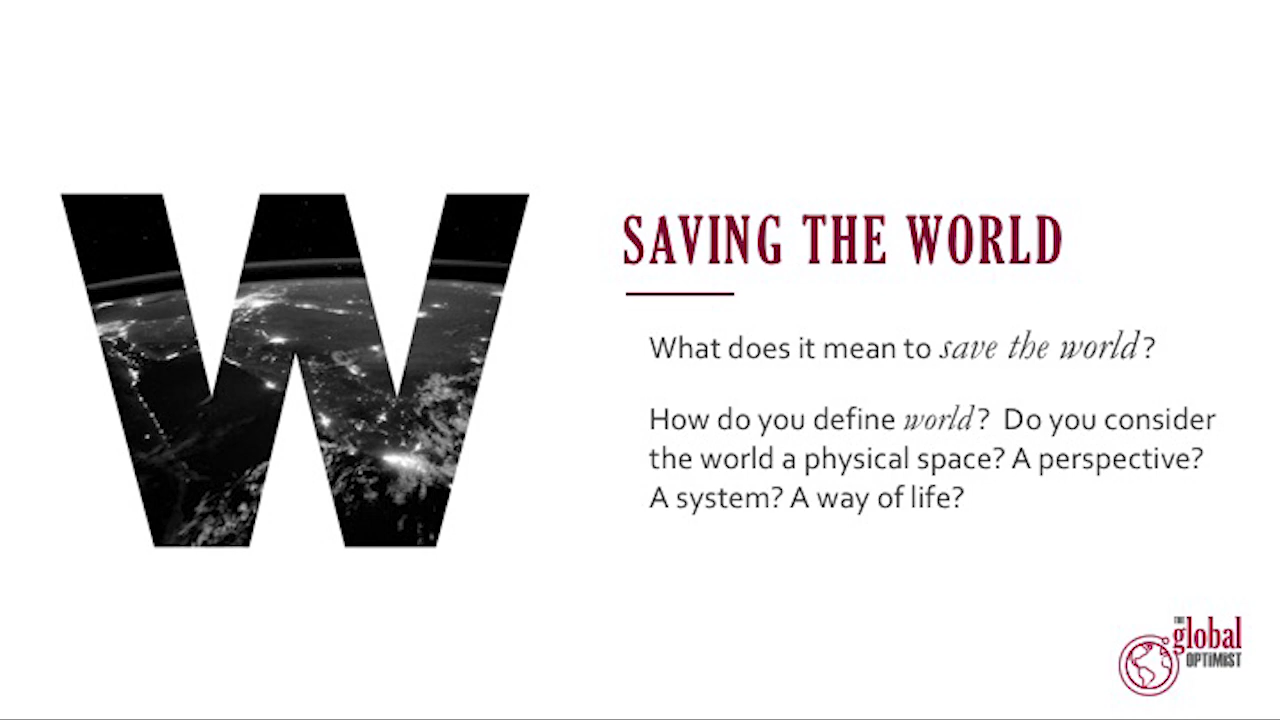 W
SAVING THE WORLD
What does it mean to save the world?
How do you define world? Do you consider
the world a physical space? A perspective?
A system? A way of life?
THE
global
OPTIMIST